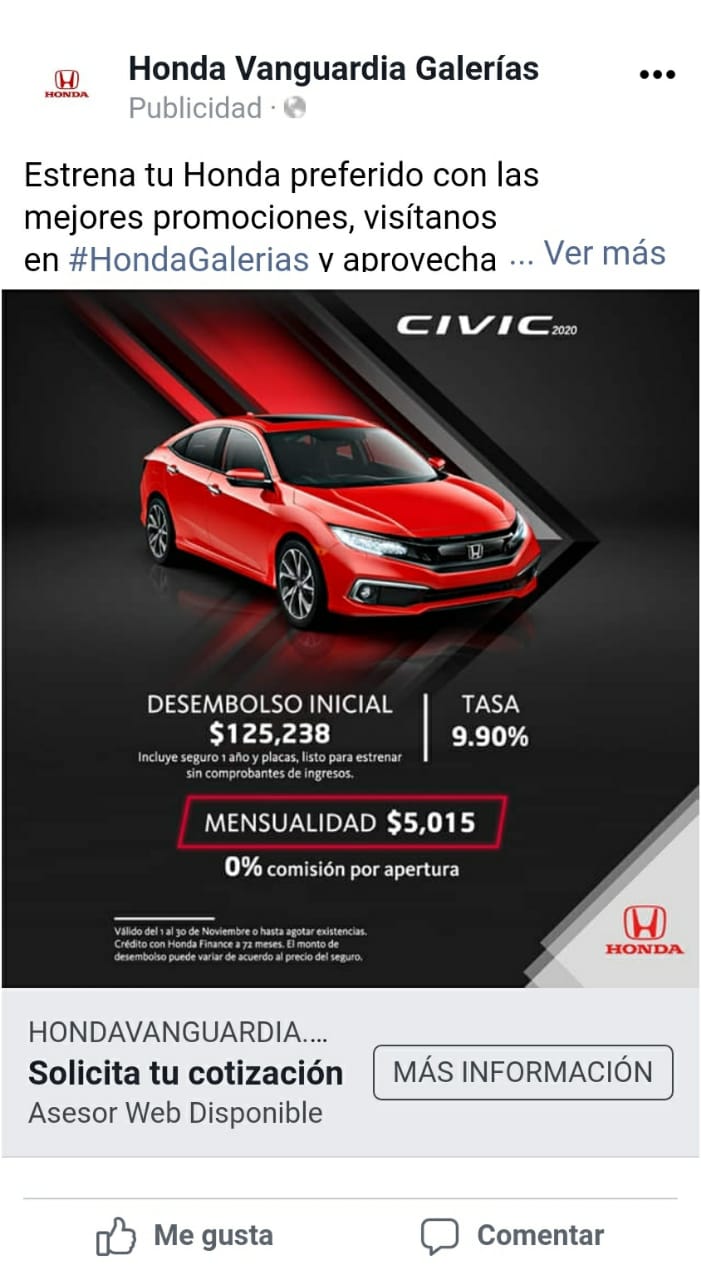 HONDA
Honda Vanguardia Galerías
Publicidad ·
Estrena tu Honda preferido con las
mejores promociones, visítanos
en #HondaGalerias y aprovecha ... Ver más
CIVIC 2020
DESEMBOLSO INICIAL
$125,238
Incluye seguro 1 año y placas, listo para estrenar
sin comprobantes de ingresos.
TASA
9.90%
MENSUALIDAD $5,015
0% comisión por apertura
Válido del 1 al 30 de Noviembre o hasta agotar existencias.
Crédito con Honda Finance a 72 meses. El monto de
desembolso puede variar de acuerdo al precio del seguro.
HONDA
HONDAVANGUARDIA....
Solicita tu cotización
Asesor Web Disponible
MÁS INFORMACIÓN
Me gusta
Comentar